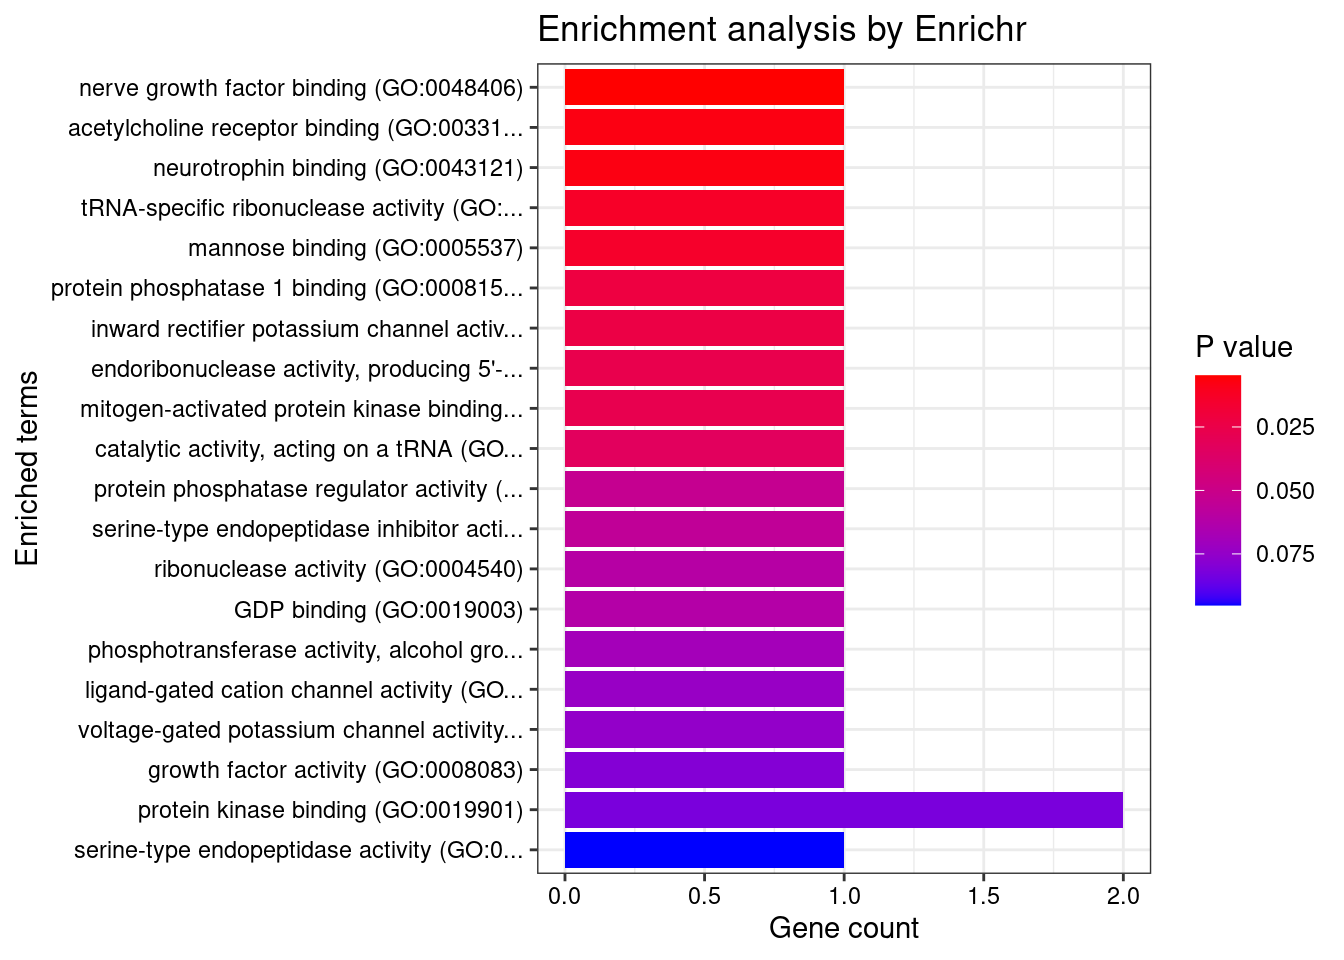 Enrichment analysis by Enrichr
nerve growth factor binding (GO:0048406)
acetylcholine receptor binding (GO:00331...
neurotrophin binding (GO:0043121)
tRNA-specific ribonuclease activity (GO:...
mannose binding (GO:0005537)
protein phosphatase 1 binding (GO:000815...
inward rectifier potassium channel activ...
endoribonuclease activity, producing 5'-...
mitogen-activated protein kinase binding...
catalytic activity, acting on a tRNA (GO...
protein phosphatase regulator activity (...
serine-type endopeptidase inhibitor acti...
ribonuclease activity (GO:0004540)
GDP binding (GO:0019003)
phosphotransferase activity, alcohol gro...
ligand-gated cation channel activity (GO...
voltage-gated potassium channel activity...
growth factor activity (GO:0008083)
protein kinase binding (GO:0019901)
serine-type endopeptidase activity (GO:0...
Enriched terms
0.0 0.5 1.0 1.5 2.0
Gene count
P value
0.025
0.050
0.075